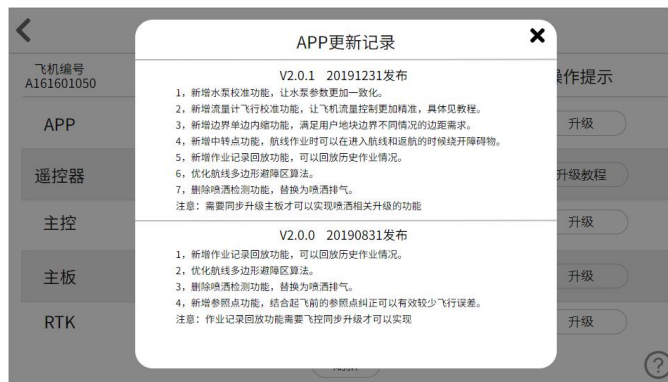 APP更新记录
飞机编号
A161601050
操作提示
V2.0.1 20191231发布
1，新增水泵校准功能，让水泵参数更加一致化。
2，新增流量计飞行校准功能，让飞机流量控制更加精准，具体见教程。
3，新增边界单边内缩功能，满足用户地块边界不同情况的边距需求。
4，新增中转点功能，航线作业时可以在进入航线和返航的时候绕开障碍物。
5，新增作业记录回放功能，可以回放历史作业情况。
6，优化航线多边形避障区算法。
7，删除喷洒检测功能，替换为喷洒排气。
注意：需要同步升级主板才可以实现喷洒相关升级的功能
V2.0.0 20190831发布
1，新增作业记录回放功能，可以回放历史作业情况。
2，优化航线多边形避障区算法。
3，删除喷洒检测功能，替换为喷洒排气。
4，新增参照点功能，结合起飞前的参照点纠正可以有效较少飞行误差。
注意：作业记录回放功能需要飞控同步升级才可以实现
APP
升级
遥控器
升级教程
主控
升级
主板
升级
RTK
升级
?